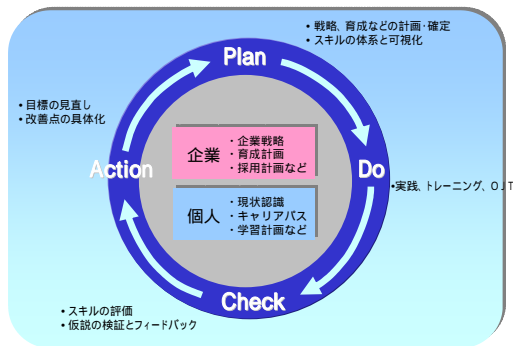 • 戦略、育成などの計画･確定
• スキルの体系と可視化
Plan
• 目標の見直し
• 改善点の具体化
企業
・企業戦略
・育成計画
・採用計画など
Action
Do
•実践、トレーニング、OJT
個人
・現状認識
・キャリアパス
・学習計画など
Check
• スキルの評価
• 仮説の検証とフィードバック